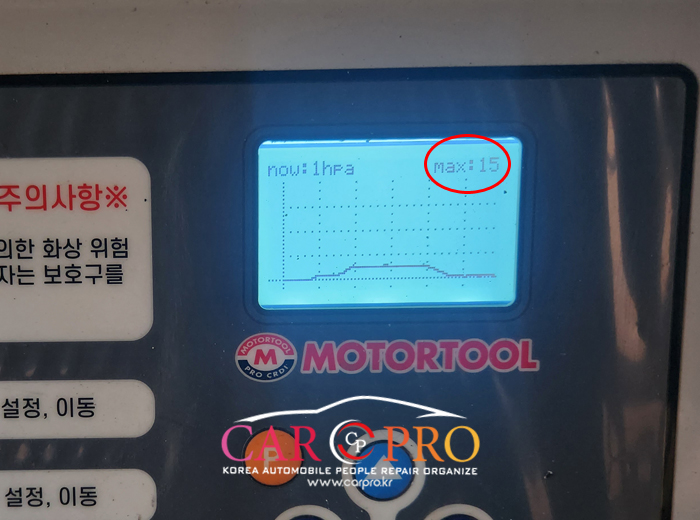 now:1hpa
max:15
주의사항※
의한 화상 위험
자는 보호구를
MOTORTOOL
M
PRO CRDI
MOTORTOOL
설정, 이동
P
CAR PRO
CP
KOREA AUTOMOBILE PEOPLE REPAIR ORGANIZE
www.carpro.kr
설정, 이동